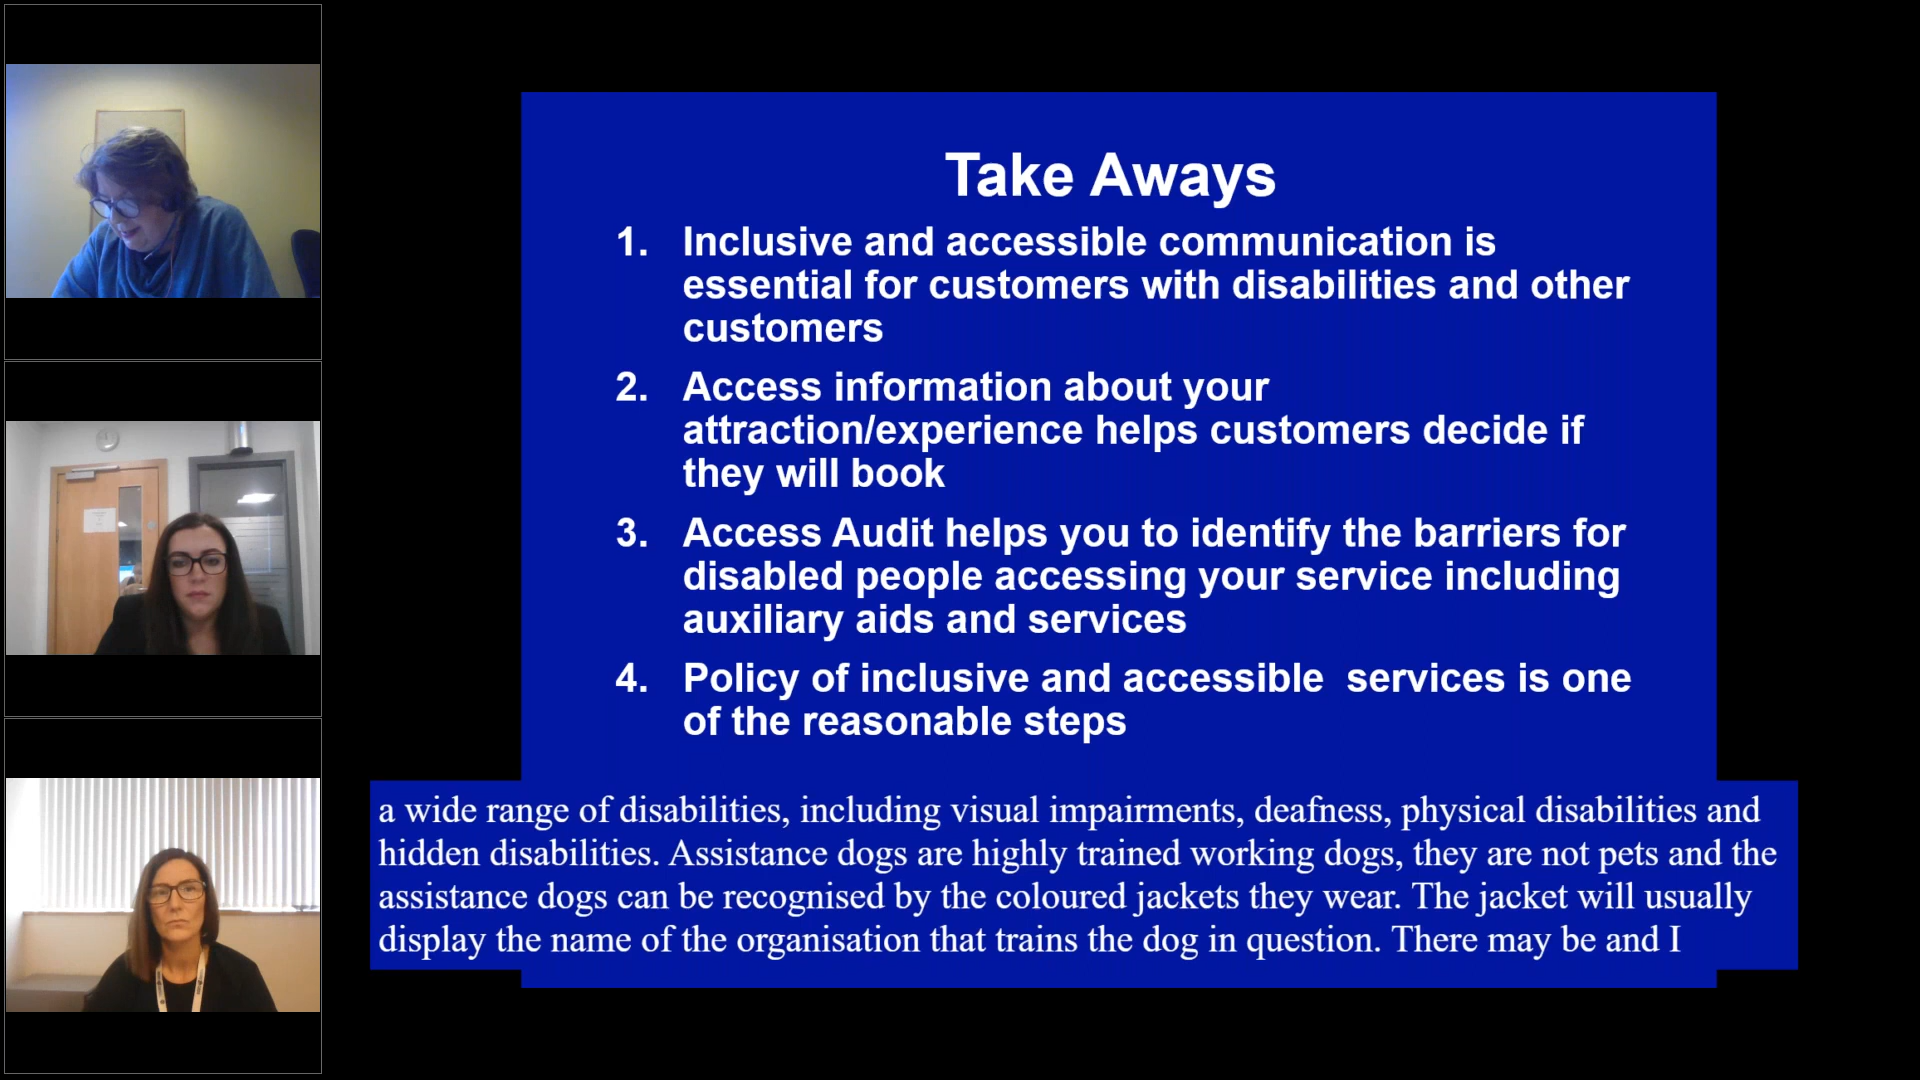 Take Aways
1. Inclusive and accessible communication is
essential for customers with disabilities and other
customers
2. Access information about your
attraction/experience helps customers decide if
they will book
3. Access Audit helps you to identify the barriers for
disabled people accessing your service including
auxiliary aids and services
4. Policy of inclusive and accessible  services is one
of the reasonable steps
a wide range of disabilities, including visual impairments, deafness, physical disabilities and
hidden disabilities. Assistance dogs are highly trained working dogs, they are not pets and the
assistance dogs can be recognised by the coloured jackets they wear. The jacket will usually
display the name of the organisation that trains the dog in question. There may be and I